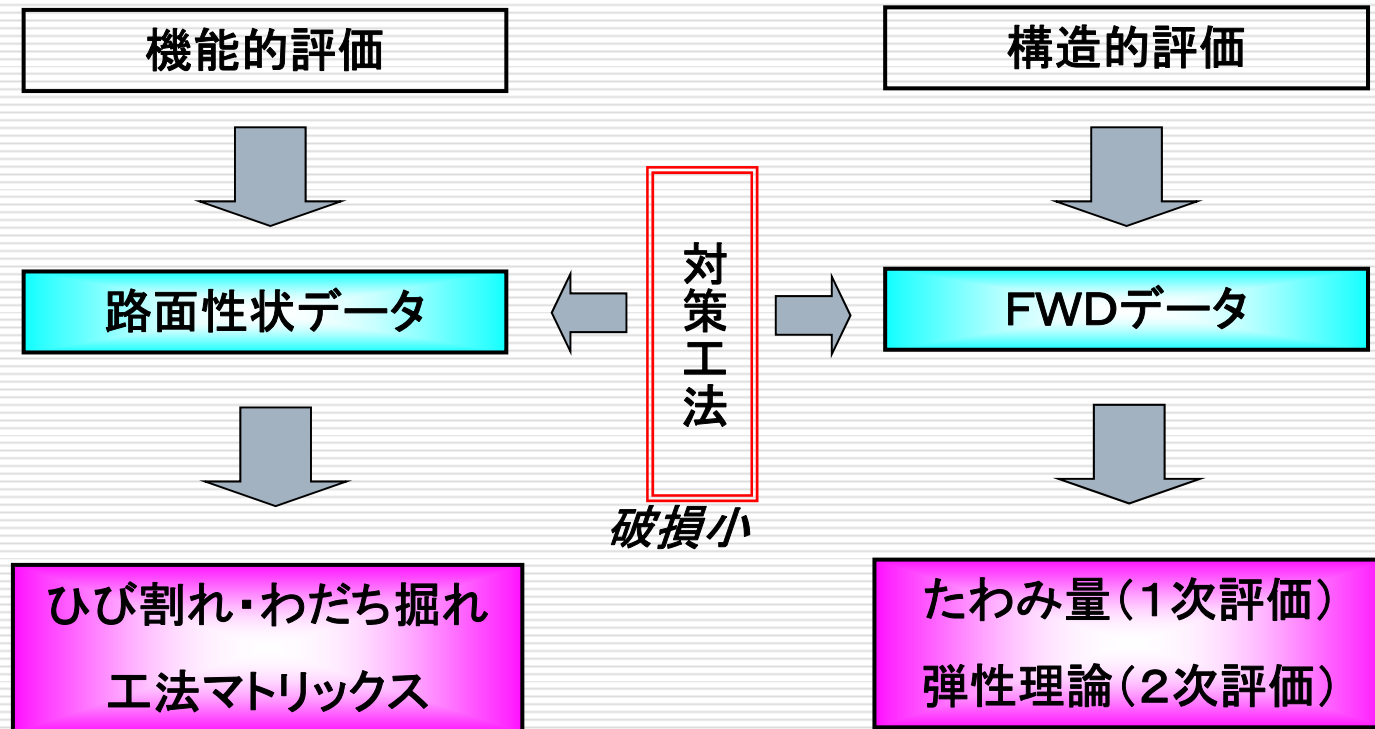 機能的評価
構造的評価
路面性状データ
対策工法
FWDデータ
破損小
ひび割れ・わだち掘れ
工法マトリックス
たわみ量(1次評価)
弾性理論(2次評価)